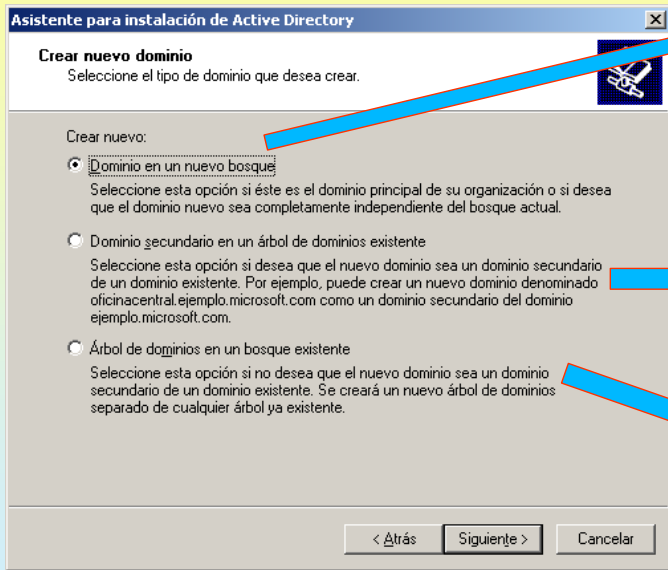 Asistente para instalación de Active Directory
Crear nuevo dominio
Seleccione el tipo de dominio que desea crear.
Crear nuevo:
Dominio en un nuevo bosque
Seleccione esta opción si éste es el dominio principal de su organización o si desea
que el dominio nuevo sea completamente independiente del bosque actual.
Dominio secundario en un árbol de dominios existente
Seleccione esta opción si desea que el nuevo dominio sea un dominio secundario
de un dominio existente. Por ejemplo, puede crear un nuevo dominio denominado
oficinacentral.ejemplo.microsoft.com como un dominio secundario del dominio
ejemplo.microsoft.com.
Árbol de dominios en un bosque existente
Seleccione esta opción si no desea que el nuevo dominio sea un dominio
secundario de un dominio existente. Se creará un nuevo árbol de dominios
separado de cualquier árbol ya existente.
< Atrás Siguiente > Cancelar